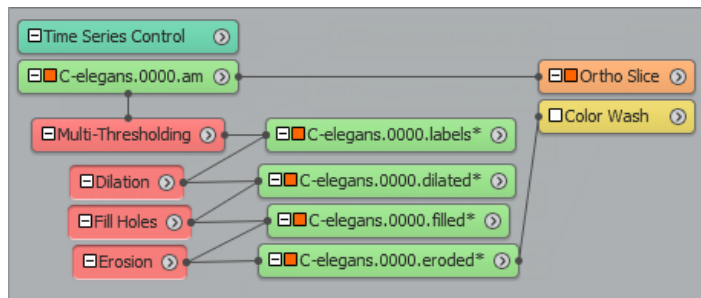 Time Series Control
C-elegans.0000.am
Ortho Slice
Color Wash
Multi-Thresholding
C-elegans.0000.labels*
Dilation
C-elegans.0000.dilated*
Fill Holes
C-elegans.0000.filled*
Erosion
C-elegans.0000.eroded*